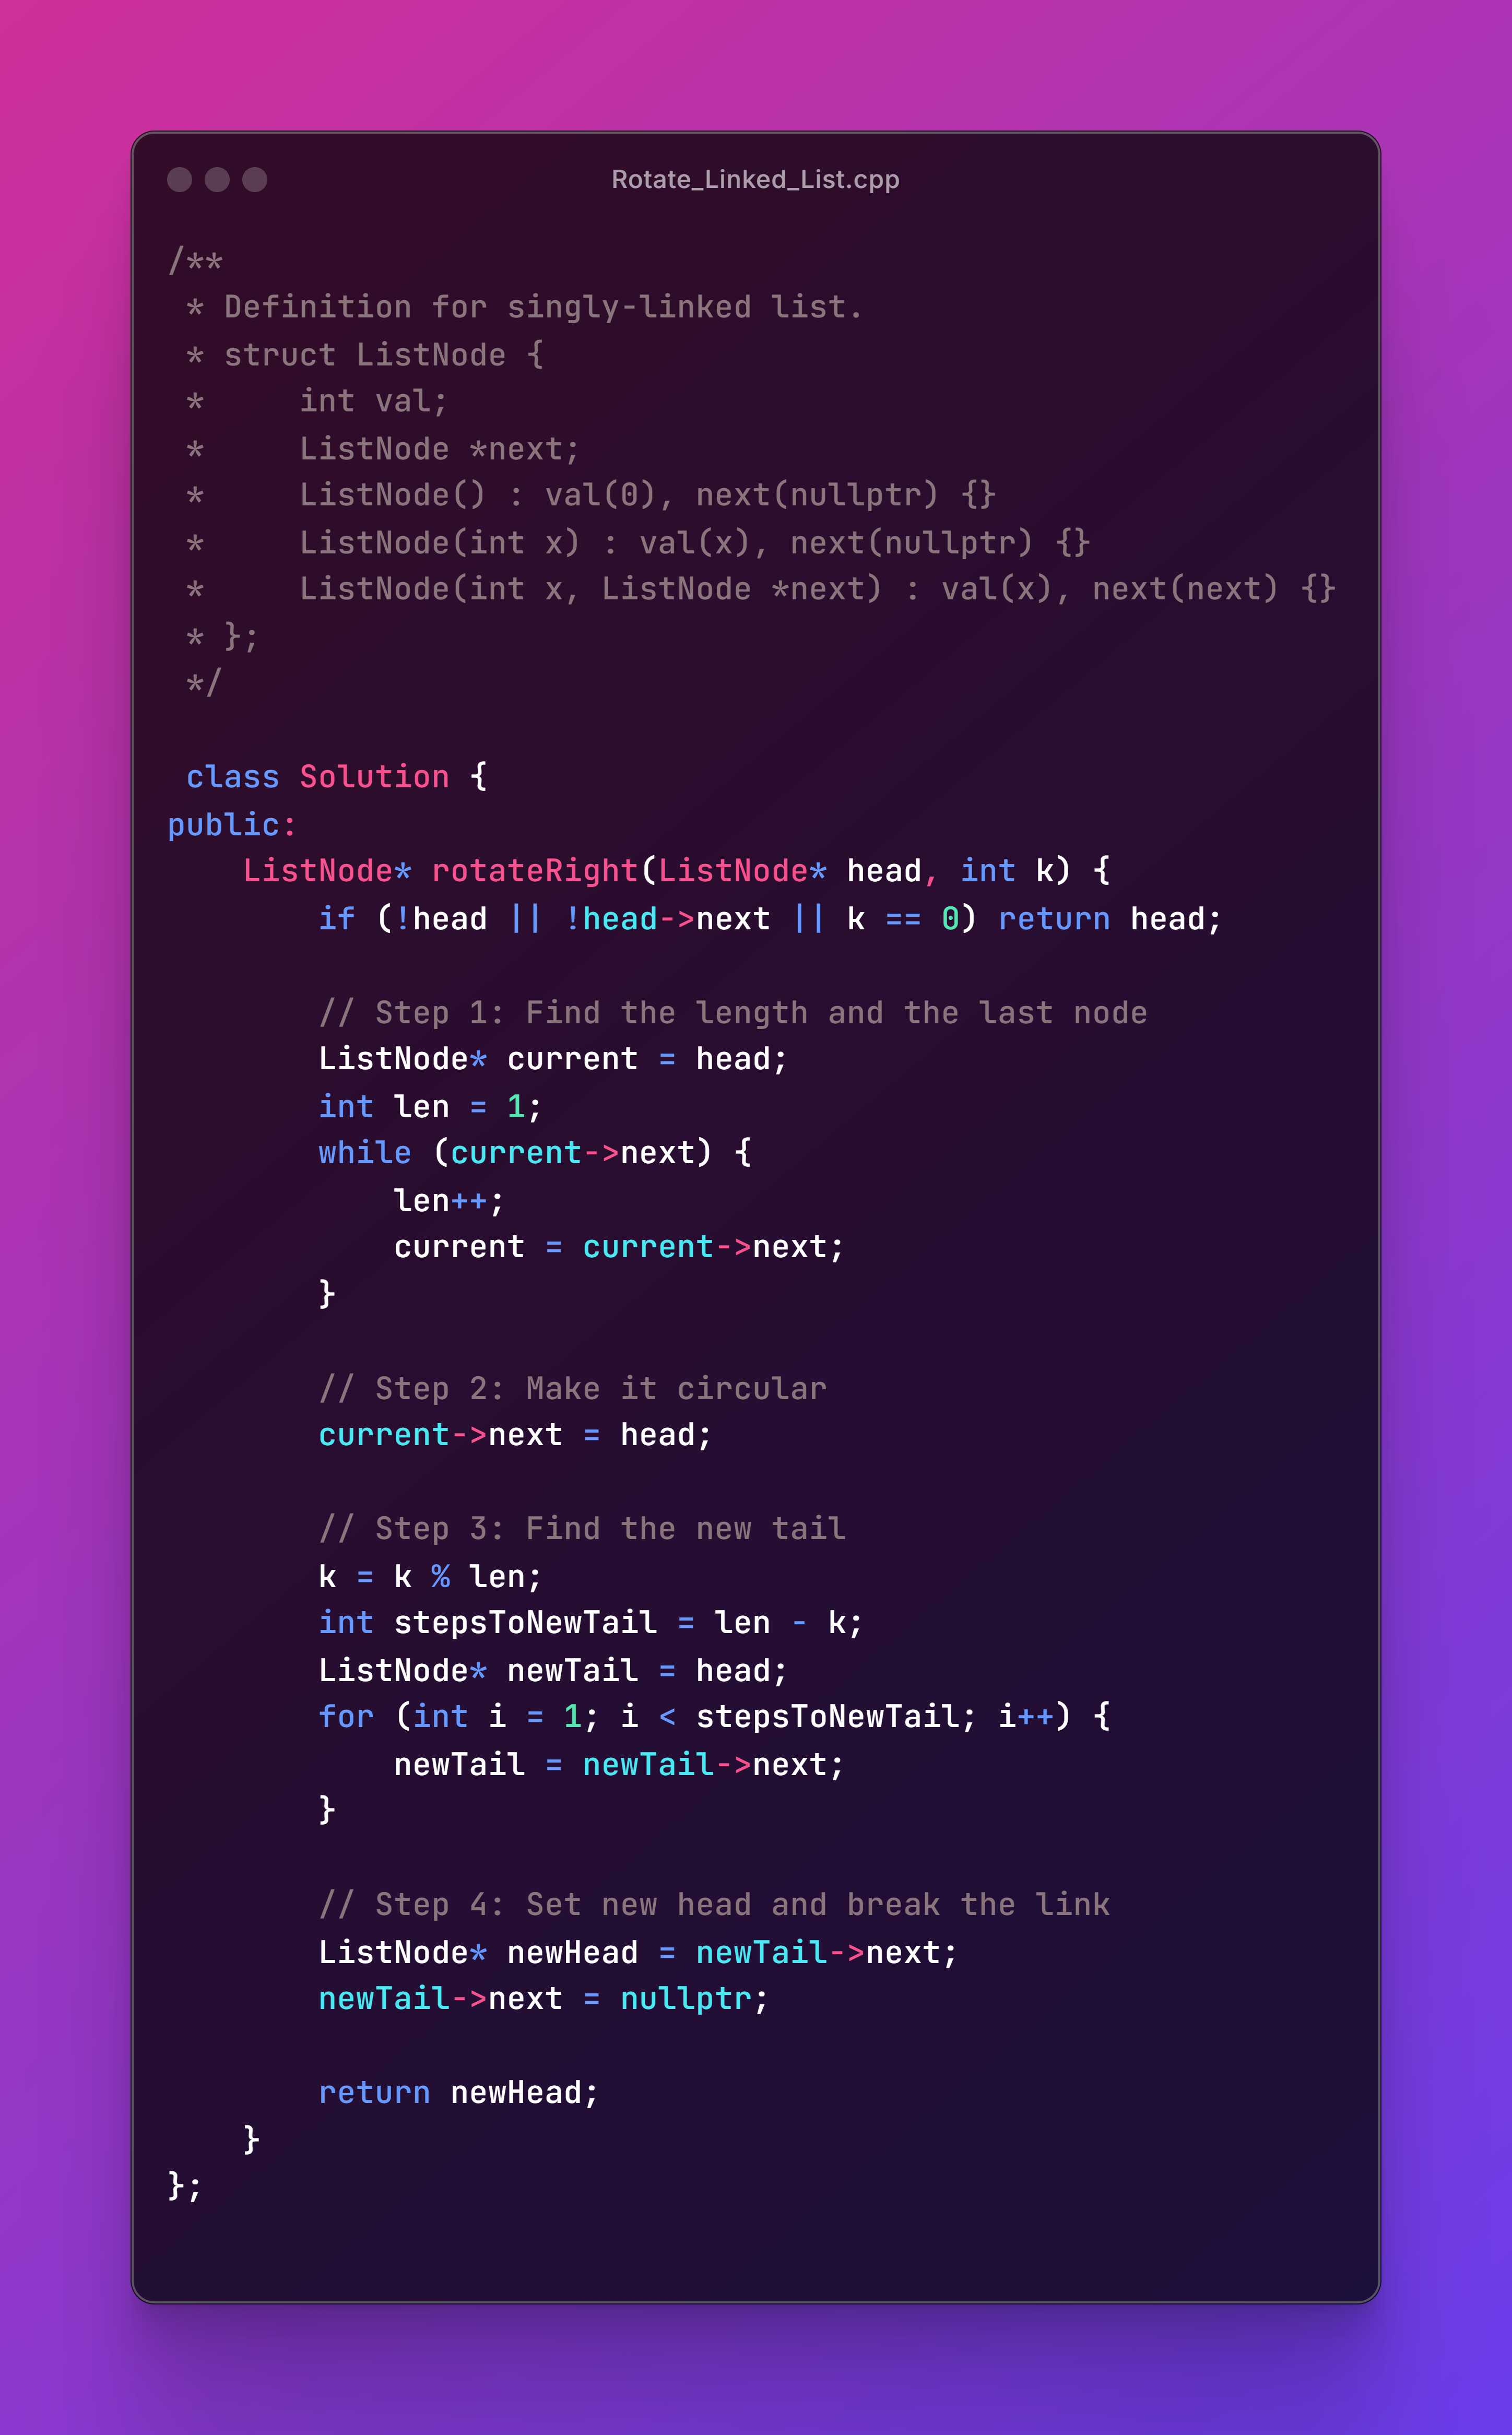 Rotate_Linked_List.cpp
/**
 * Definition for singly-linked list.
 * struct ListNode {
 *     int val;
 *     ListNode *next;
 *     ListNode() : val(0), next(nullptr) {}
 *     ListNode(int x) : val(x), next(nullptr) {}
 *     ListNode(int x, ListNode *next) : val(x), next(next) {}
 * };
 */
 class Solution {
public:
    ListNode* rotateRight(ListNode* head, int k) {
        if (!head || !head->next || k == 0) return head;
        // Step 1: Find the length and the last node
        ListNode* current = head;
        int len = 1;
        while (current->next) {
            len++;
            current = current->next;
        }
        // Step 2: Make it circular
        current->next = head;
        // Step 3: Find the new tail
        k = k % len;
        int stepsToNewTail = len - k;
        ListNode* newTail = head;
        for (int i = 1; i < stepsToNewTail; i++) {
            newTail = newTail->next;
        }
        // Step 4: Set new head and break the link
        ListNode* newHead = newTail->next;
        newTail->next = nullptr;
        return newHead;
    }
};